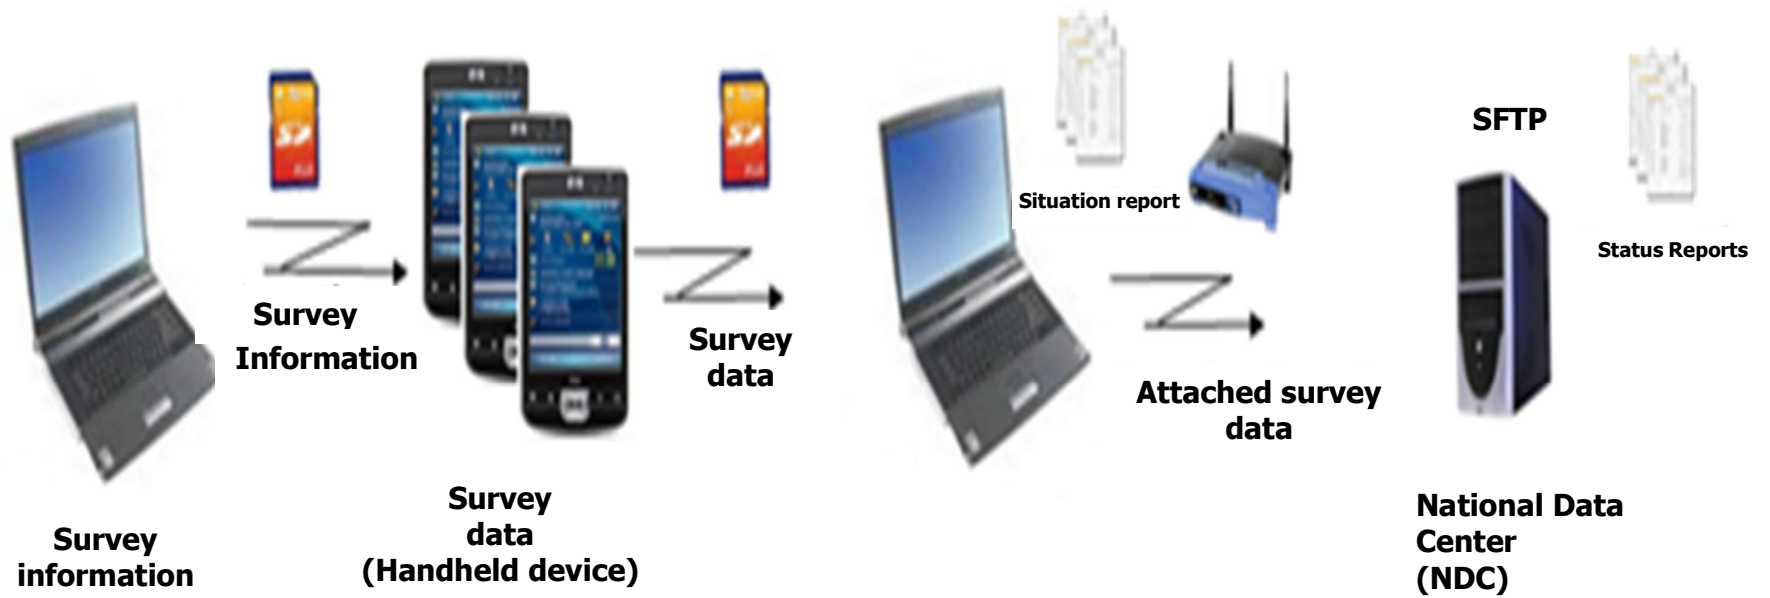 Survey
Information
Survey
information
Survey
data
(Handheld device)
Survey
data
Situation report
Attached survey
data
SFTP
Status Reports
National Data
Center
(NDC)